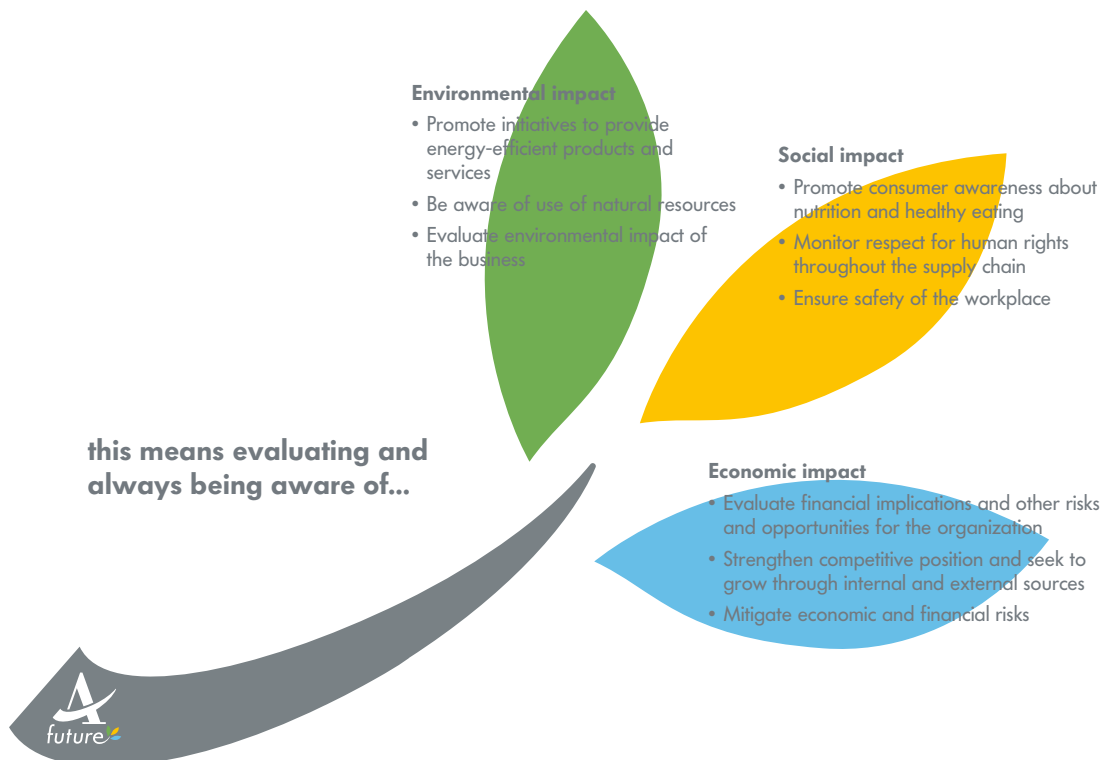 Environmental impact
• Promote initiatives to provide
energy-efficient products and
services
• Be aware of use of natural resources
• Evaluate environmental impact of
the business
Social impact
• Promote consumer awareness about
nutrition and healthy eating
• Monitor respect for human rights
throughout the supply chain
• Ensure safety of the workplace
this means evaluating and
always being aware of...
Economic impact
• Evaluate financial implications and other risks
and opportunities for the organization
• Strengthen competitive position and seek to
grow through internal and external sources
• Mitigate economic and financial risks
A
future